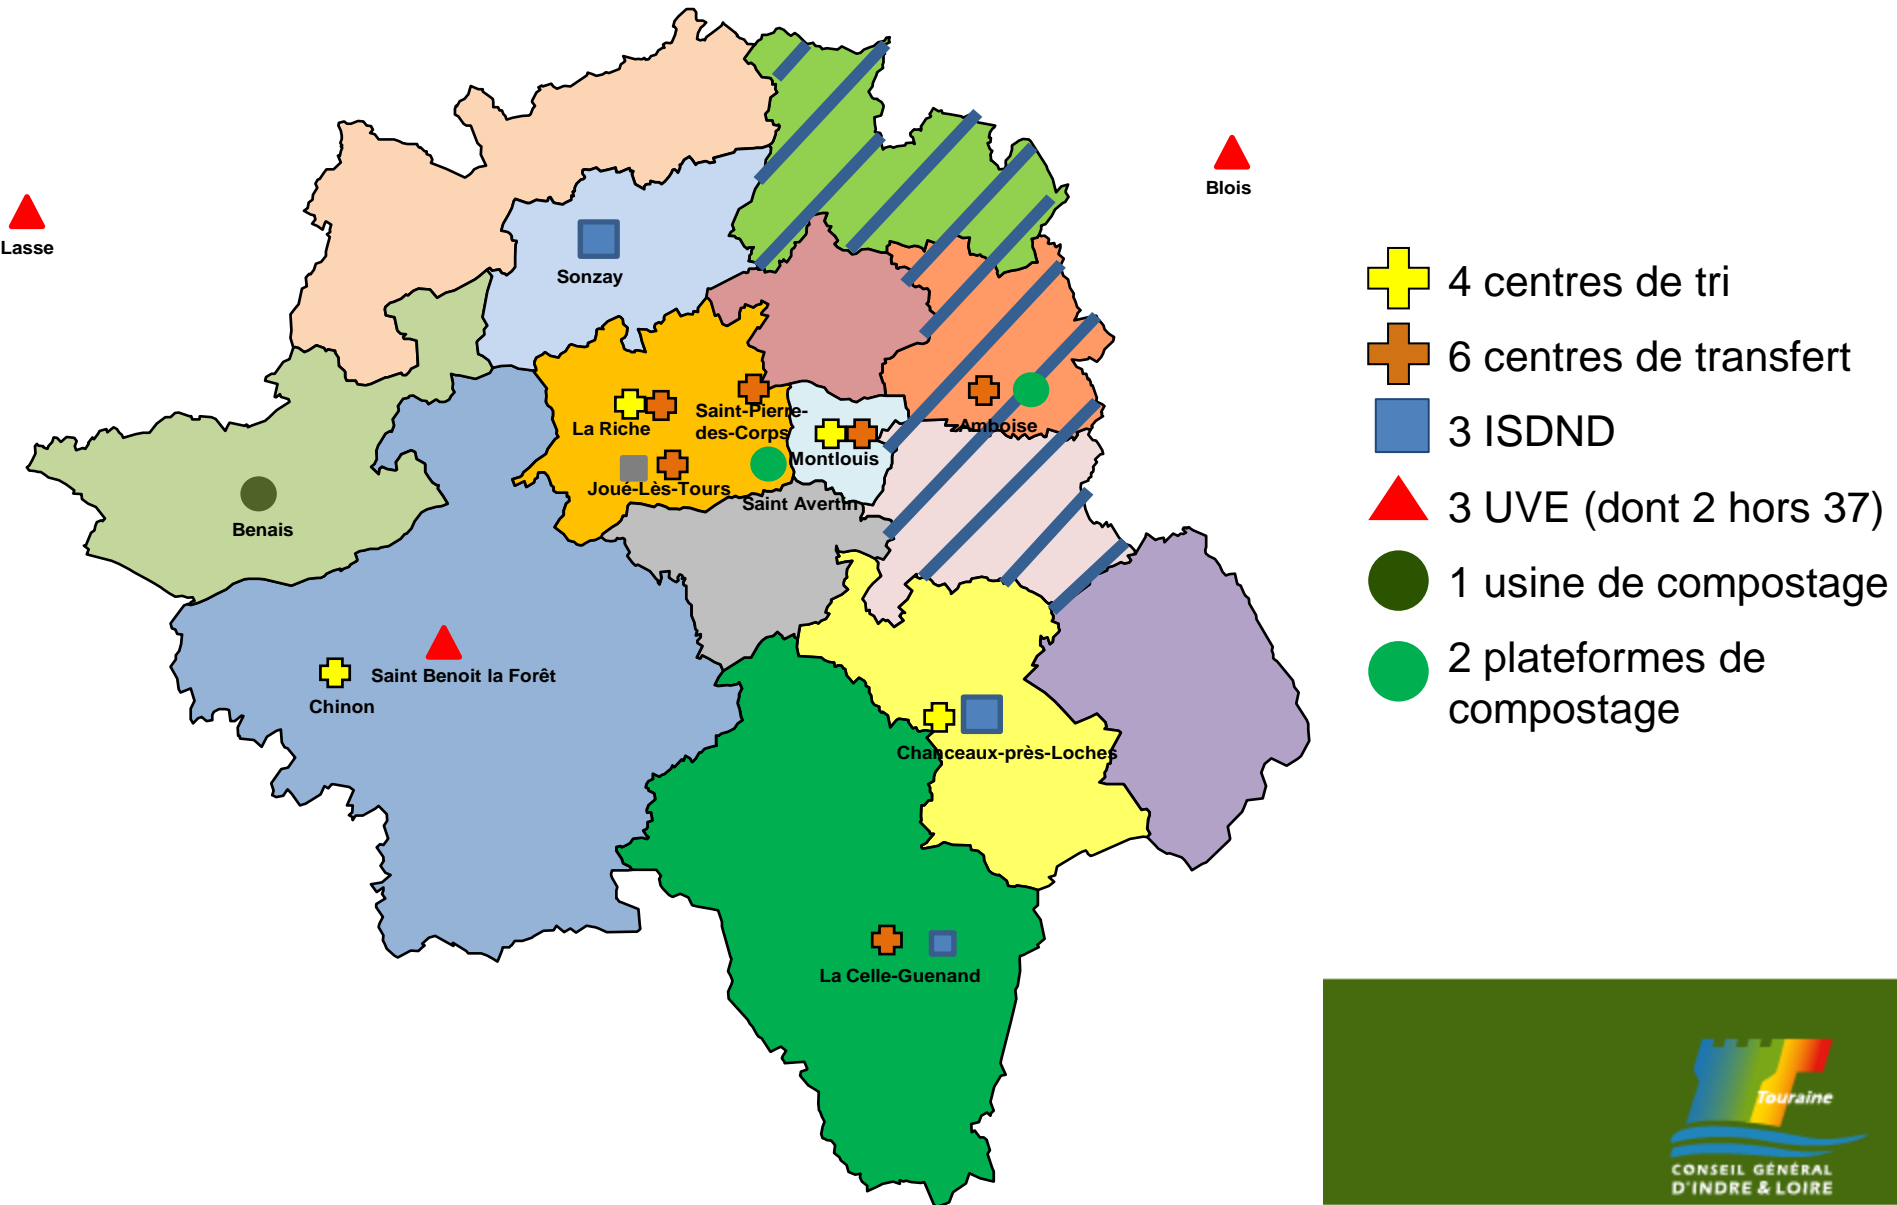 Blois
Lasse
Sonzay
Saint-Pierre-
des-Corps
La Riche
Amboise
Montlouis
Joué-Lès-Tours
Saint Avertin
Benais
Saint Benoit la Forêt
Chinon
Chanceaux-près-Loches
La Celle-Guenand
4 centres de tri
6 centres de transfert
3 ISDND
3 UVE (dont 2 hors 37)
1 usine de compostage
2 plateformes de
compostage
Touraine
CONSEIL GÉNÉRAL
D'INDRE & LOIRE